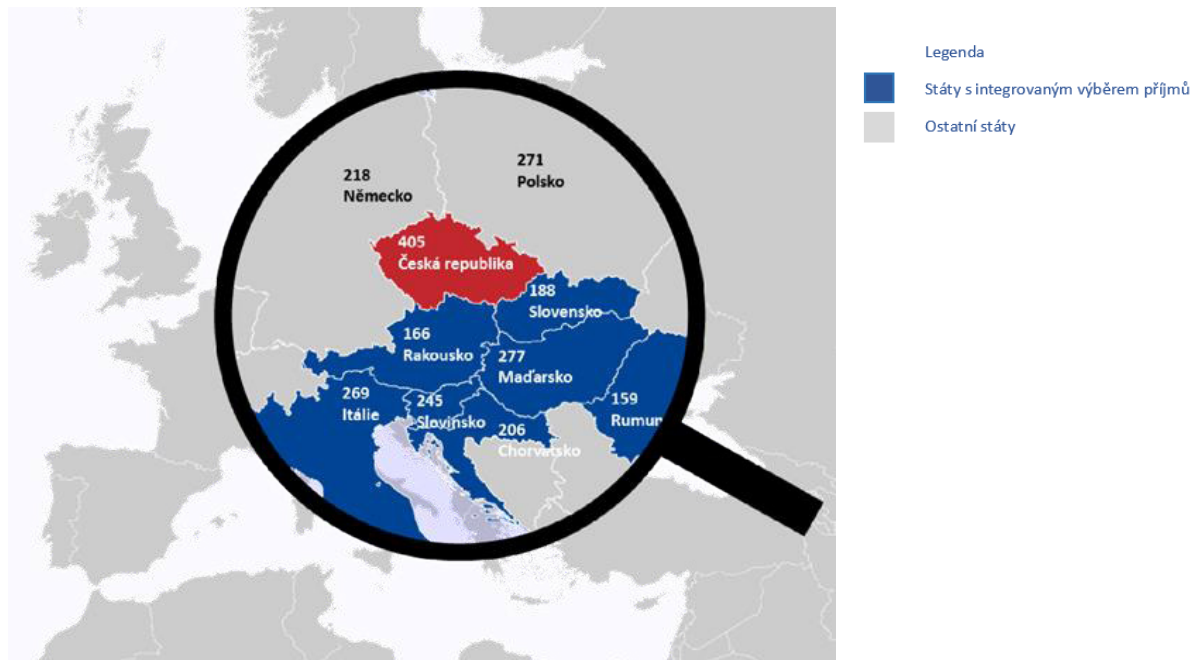 Legenda
Státy s integrovaným výběrem příjmů
Ostatní státy
218
Německo
271
Polsko
405
Česká republika
188
Slovensko
166
Rakousko
277
Maďarsko
269
Itálie
245
Slovinsko
159
Rumun
206
Chorvatsko